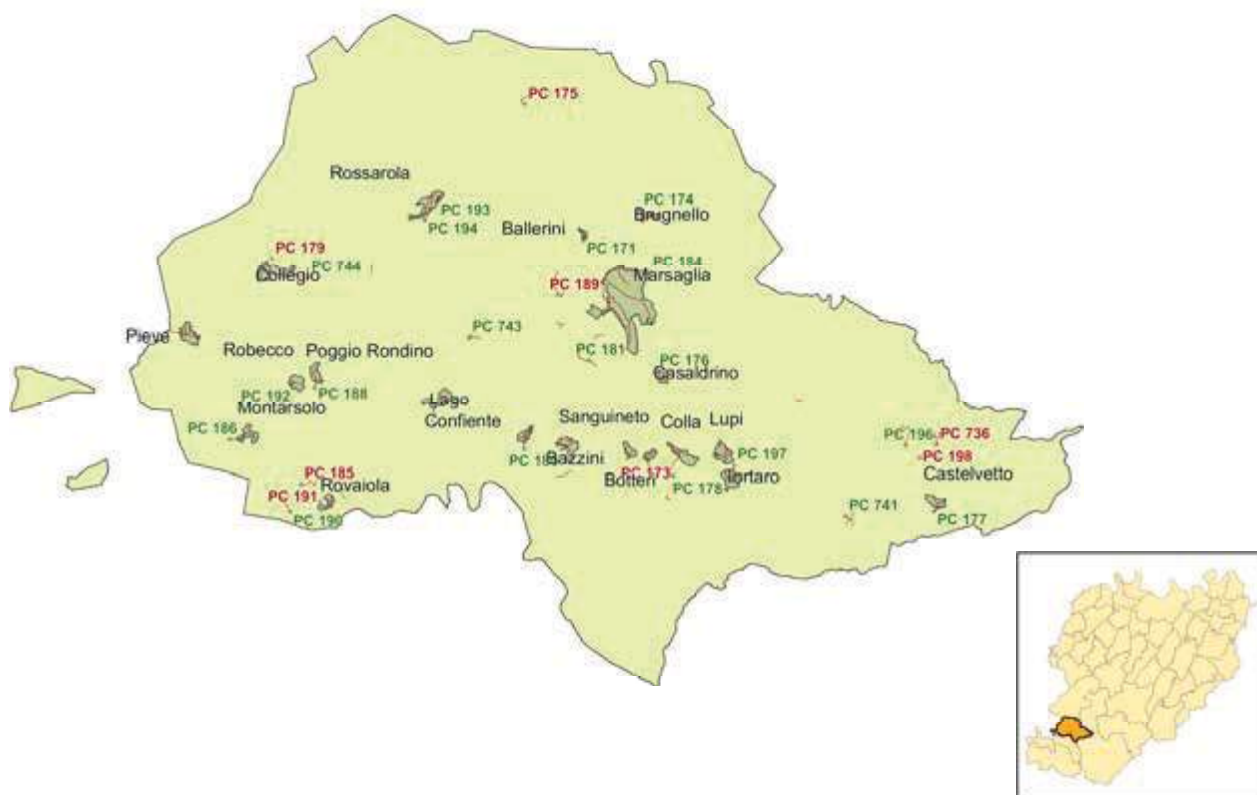 PC 175
Rossarola
PC 174
PC 193
Brugnello
PC 194
Ballerini
PC 171
PC 179
PC 184
PC 744
Collegio
Marsaglia
PC 189
PC 743
Pieve
Robecco
Poggio Rondino
PC 181
PC 176
Casaldrino
PC 192
PC 188
Lago
Montarsolo
Confiente
Sanguineto
Colla
Lupi
PC 186
PC 196
PC 736
PC 197
PC 198
Bazzini
PC 185
PC 173
Castelvetto
Rovaiola
Botteri
Tortaro
PC 191
PC 178
PC 741
PC 190
PC 177